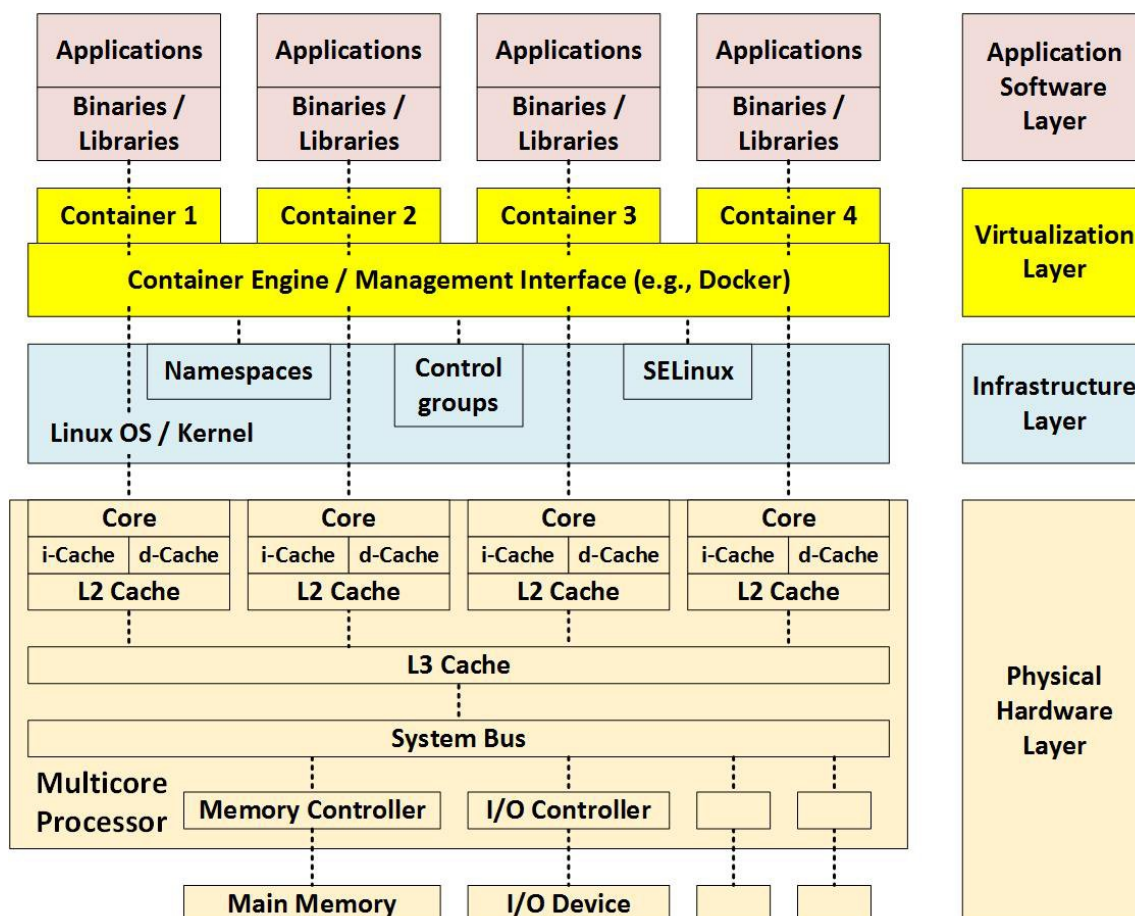 Applications
Applications
Applications
Applications
Application
Software
Layer
Binaries /
Libraries
Binaries /
Libraries
Binaries /
Libraries
Binaries /
Libraries
Container 1
Container 2
Container 3
Container 4
Virtualization
Layer
Container Engine / Management Interface (e.g., Docker)
Namespaces
Control
groups
SELinux
Linux OS / Kernel
Infrastructure
Layer
Core
Core
Core
Core
i-Cache
d-Cache
i-Cache
d-Cache
i-Cache
d-Cache
i-Cache
d-Cache
L2 Cache
L2 Cache
L2 Cache
L2 Cache
L3 Cache
System Bus
Physical
Hardware
Layer
Multicore
Processor
Memory Controller
I/O Controller
Main Memory
I/O Device